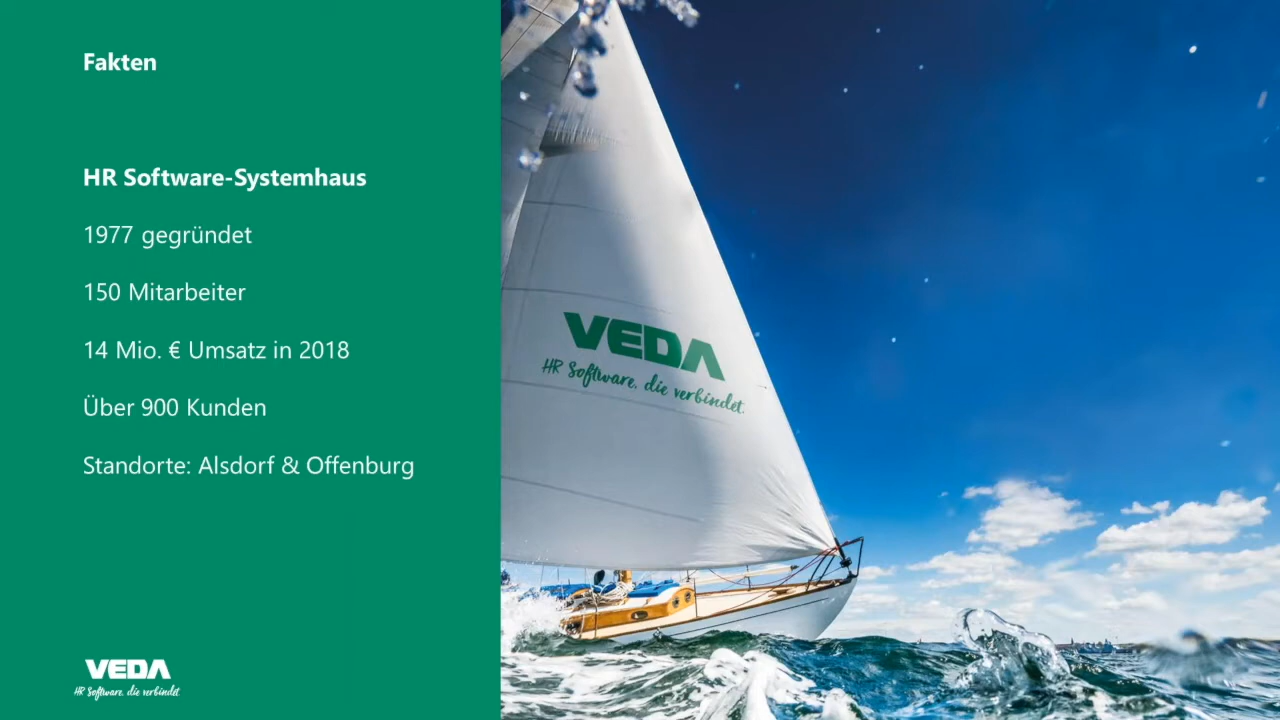 Fakten
HR Software-Systemhaus
1977 gegründet
150 Mitarbeiter
14 Mio. € Umsatz in 2018
Über 900 Kunden
Standorte: Alsdorf & Offenburg
VEDA
HR Software, die verbindet.
VEDA
HR Software, die verbindet